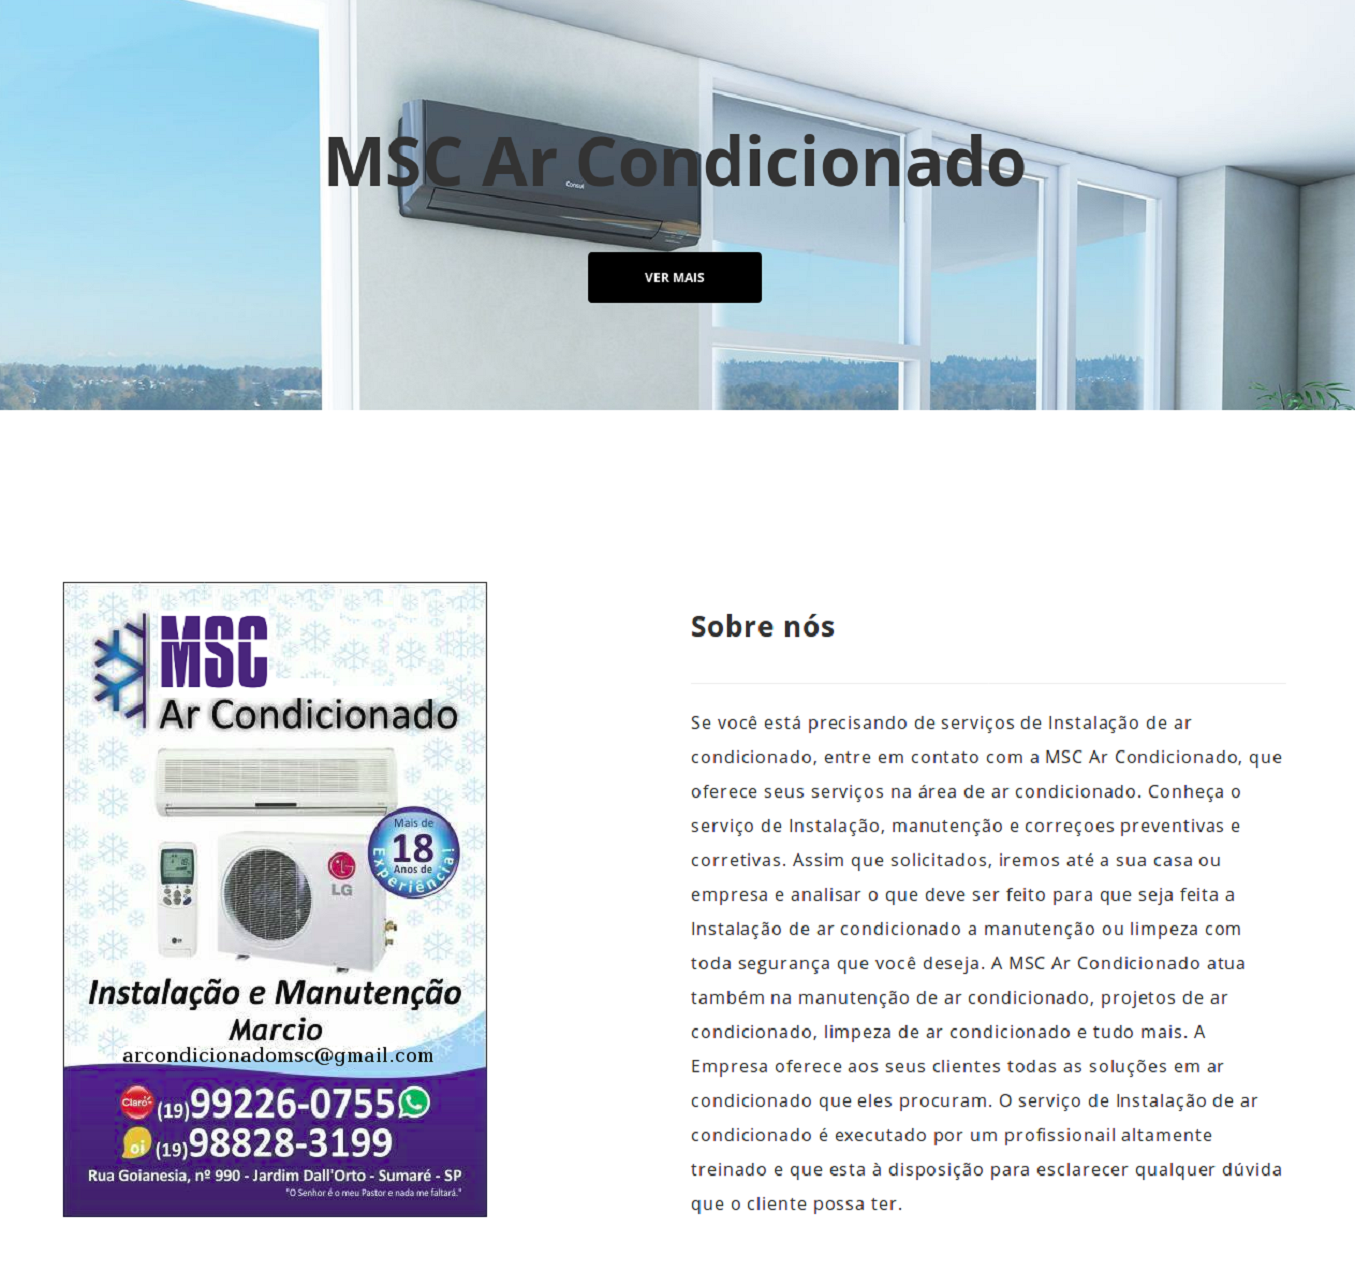 MSC Ar Condicionado
Consul
VER MAIS
MSC
Ar Condicionado
Mais de
18
Anos de
Experiência!
LG
Instalação e Manutenção
Marcio
arcondicionadomsc@gmail.com
Claro (19)99226-0755
oi (19)98828-3199
Rua Goianesia, nº 990 - Jardim Dall'Orto - Sumaré - SP
"O Senhor é o meu Pastor e nada me faltará."
Sobre nós
Se você está precisando de serviços de Instalação de ar
condicionado, entre em contato com a MSC Ar Condicionado, que
oferece seus serviços na área de ar condicionado. Conheça o
serviço de Instalação, manutenção e correçoes preventivas e
corretivas. Assim que solicitados, iremos até a sua casa ou
empresa e analisar o que deve ser feito para que seja feita a
Instalação de ar condicionado a manutenção ou limpeza com
toda segurança que você deseja. A MSC Ar Condicionado atua
também na manutenção de ar condicionado, projetos de ar
condicionado, limpeza de ar condicionado e tudo mais. A
Empresa oferece aos seus clientes todas as soluções em ar
condicionado que eles procuram. O serviço de Instalação de ar
condicionado é executado por um profissionail altamente
treinado e que esta à disposição para esclarecer qualquer dúvida
que o cliente possa ter.